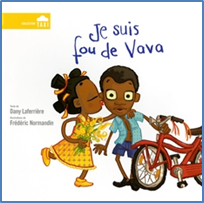 Je suis
fou de Vava
Dany Laferrière
Frédéric Normandin